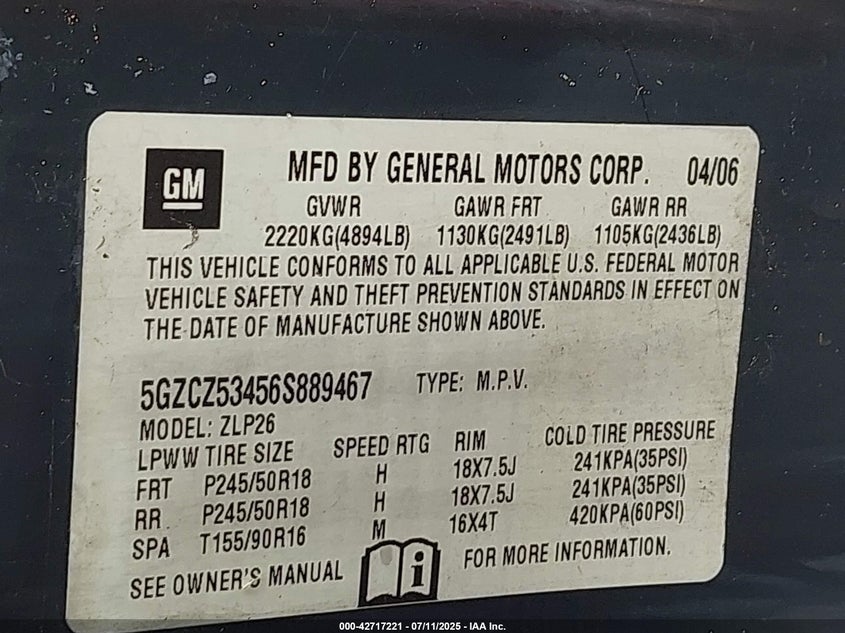 GM
MFD BY GENERAL MOTORS CORP. 04/06
GVWR GAWR FRT GAWR RR
2220KG(4894LB) 1130KG(2491LB) 1105KG(2436LB)
THIS VEHICLE CONFORMS TO ALL APPLICABLE U.S. FEDERAL MOTOR
VEHICLE SAFETY AND THEFT PREVENTION STANDARDS IN EFFECT ON
THE DATE OF MANUFACTURE SHOWN ABOVE.
5GZCZ53456S889467 TYPE: M.P.V.
MODEL: ZLP26
LPWW TIRE SIZE SPEED RTG RIM COLD TIRE PRESSURE
FRT P245/50R18 H 18X7.5J 241KPA(35PSI)
RR P245/50R18 H 18X7.5J 241KPA(35PSI)
SPA T155/90R16 M 16X4T 420KPA(60PSI)
SEE OWNER'S MANUAL i FOR MORE INFORMATION.
000-42717221 - 07/11/2025 - IAA Inc.